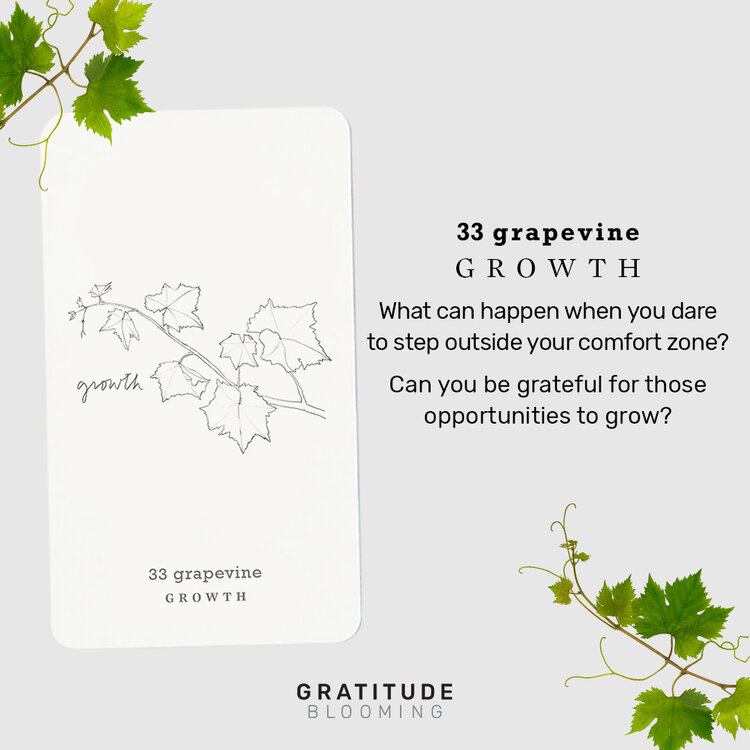 growth
33 grapevine
GROWTH
33 grapevine
GROWTH
What can happen when you dare
to step outside your comfort zone?
Can you be grateful for those
opportunities to grow?
GRATITUDE
BLOOMING